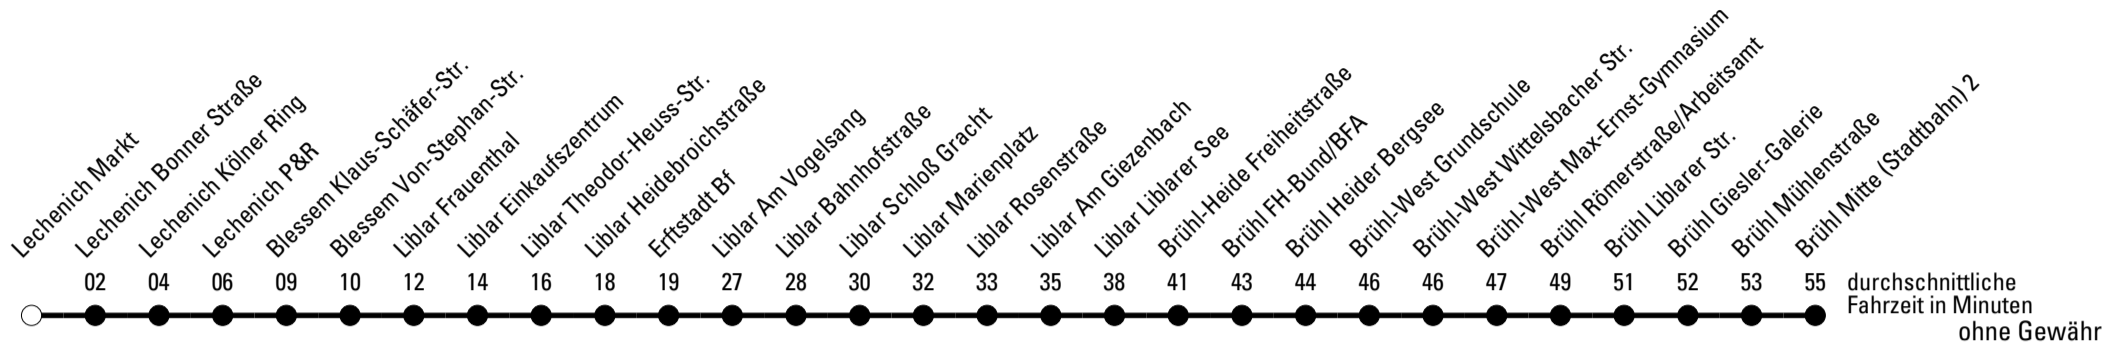 Lechenich Markt
Lechenich Bonner Straße
Lechenich Kölner Ring
Lechenich P&R
Blessem Klaus-Schäfer-Str.
Blessem Von-Stephan-Str.
Liblar Frauenthal
Liblar Einkaufszentrum
Liblar Theodor-Heuss-Str.
Liblar Heidebroichstraße
Erftstadt Bf
Liblar Am Vogelsang
Liblar Bahnhofstraße
Liblar Schloß Gracht
Liblar Marienplatz
Liblar Rosenstraße
Liblar Am Giezenbach
Liblar Liblarer See
Brühl-Heide Freiheitstraße
Brühl FH-Bund/BFA
Brühl Heider Bergsee
Brühl-West Grundschule
Brühl-West Wittelsbacher Str.
Brühl-West Max-Ernst-Gymnasium
Brühl Römerstraße/Arbeitsamt
Brühl Liblarer Str.
Brühl Giesler-Galerie
Brühl Mühlenstraße
Brühl Mitte (Stadtbahn) 2
02 04 06 09 10 12 14 16 18 19 27 28 30 32 33 35 38 41 43 44 46 46 47 49 51 52 53 55 durchschnittliche
Fahrzeit in Minuten
ohne Gewähr